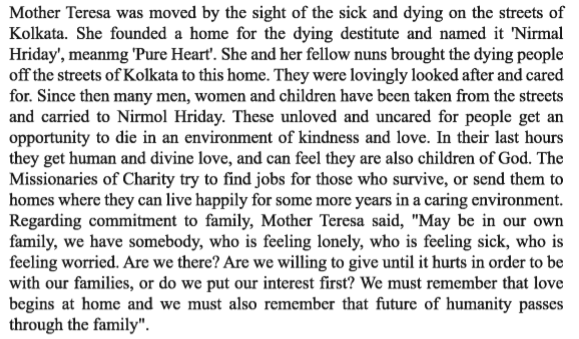 Mother Teresa was moved by the sight of the sick and dying on the streets of
Kolkata. She founded a home for the dying destitute and named it 'Nirmal
Hriday', meanmg 'Pure Heart'. She and her fellow nuns brought the dying people
off the streets of Kolkata to this home. They were lovingly looked after and cared
for. Since then many men, women and children have been taken from the streets
and carried to Nirmol Hriday. These unloved and uncared for people get an
opportunity to die in an environment of kindness and love. In their last hours
they get human and divine love, and can feel they are also children of God. The
Missionaries of Charity try to find jobs for those who survive, or send them to
homes where they can live happily for some more years in a caring environment.
Regarding commitment to family, Mother Teresa said, "May be in our own
family, we have somebody, who is feeling lonely, who is feeling sick, who is
feeling worried. Are we there? Are we willing to give until it hurts in order to be
with our families, or do we put our interest first? We must remember that love
begins at home and we must also remember that future of humanity passes
through the family".